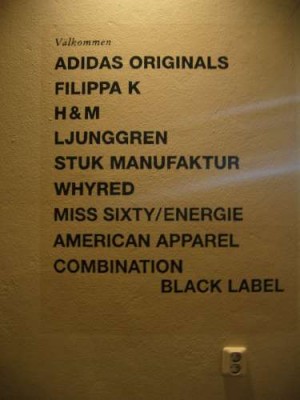 Välkommen
ADIDAS ORIGINALS
FILIPPA K
H&M
LJUNGGREN
STUK MANUFAKTUR
WHYRED
MISS SIXTY/ENERGIE
AMERICAN APPAREL
COMBINATION
BLACK LABEL